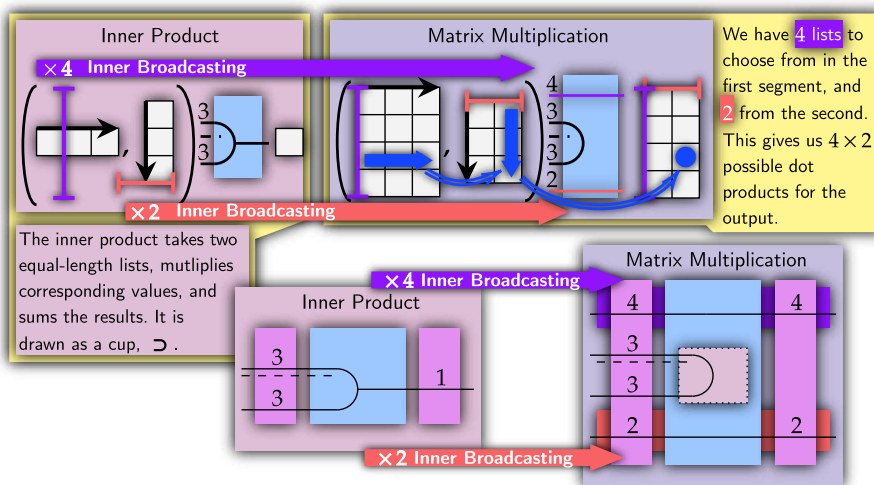 Inner Product
Matrix Multiplication
×4 Inner Broadcasting
( , ) 3 3
( , ) 4 3 3 2
×2 Inner Broadcasting
We have 4 lists to
choose from in the
first segment, and
2 from the second.
This gives us 4 × 2
possible dot
products for the
output.
The inner product takes two
equal-length lists, mutliplies
corresponding values, and
sums the results. It is
drawn as a cup, ⊃ .
×4 Inner Broadcasting
Inner Product
3
3
1
×2 Inner Broadcasting
Matrix Multiplication
4 4
3
3
2 2